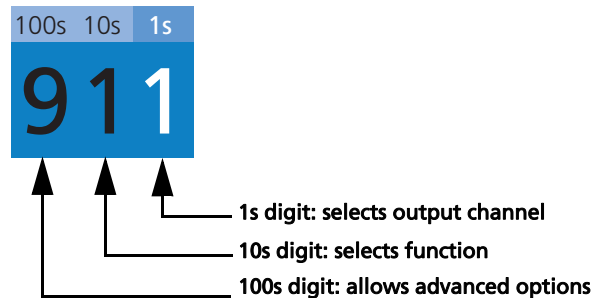 100s 10s 1s
911
1s digit: selects output channel
10s digit: selects function
100s digit: allows advanced options